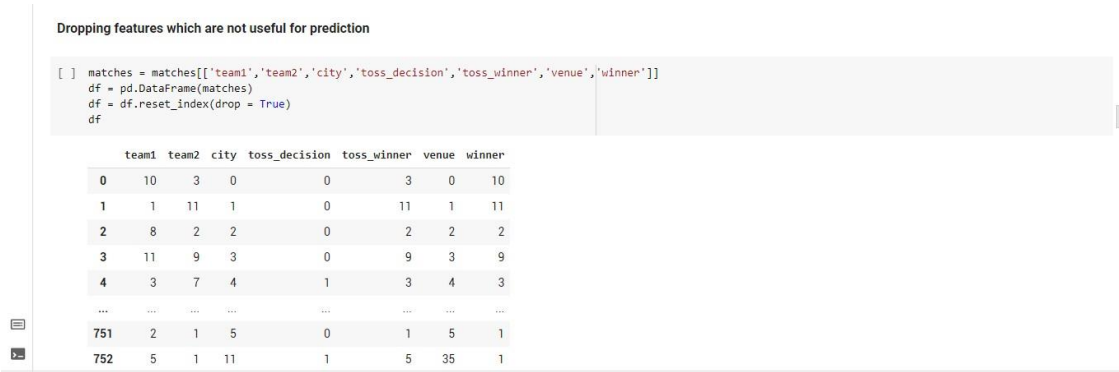 Dropping features which are not useful for prediction
[ ] matches = matches[['team1','team2','city','toss_decision','toss_winner','venue','winner']]
df = pd.DataFrame(matches)
df = df.reset_index(drop = True)
df
team1 team2 city toss_decision toss_winner venue winner
0 10 3 0 0 3 0 10
1 1 11 1 0 11 1 11
2 8 2 2 0 2 2 2
3 11 9 3 0 9 3 9
4 3 7 4 1 3 4 3
... ... ... ... ... ... ... ...
751 2 1 5 0 1 5 1
752 5 1 11 1 5 35 1